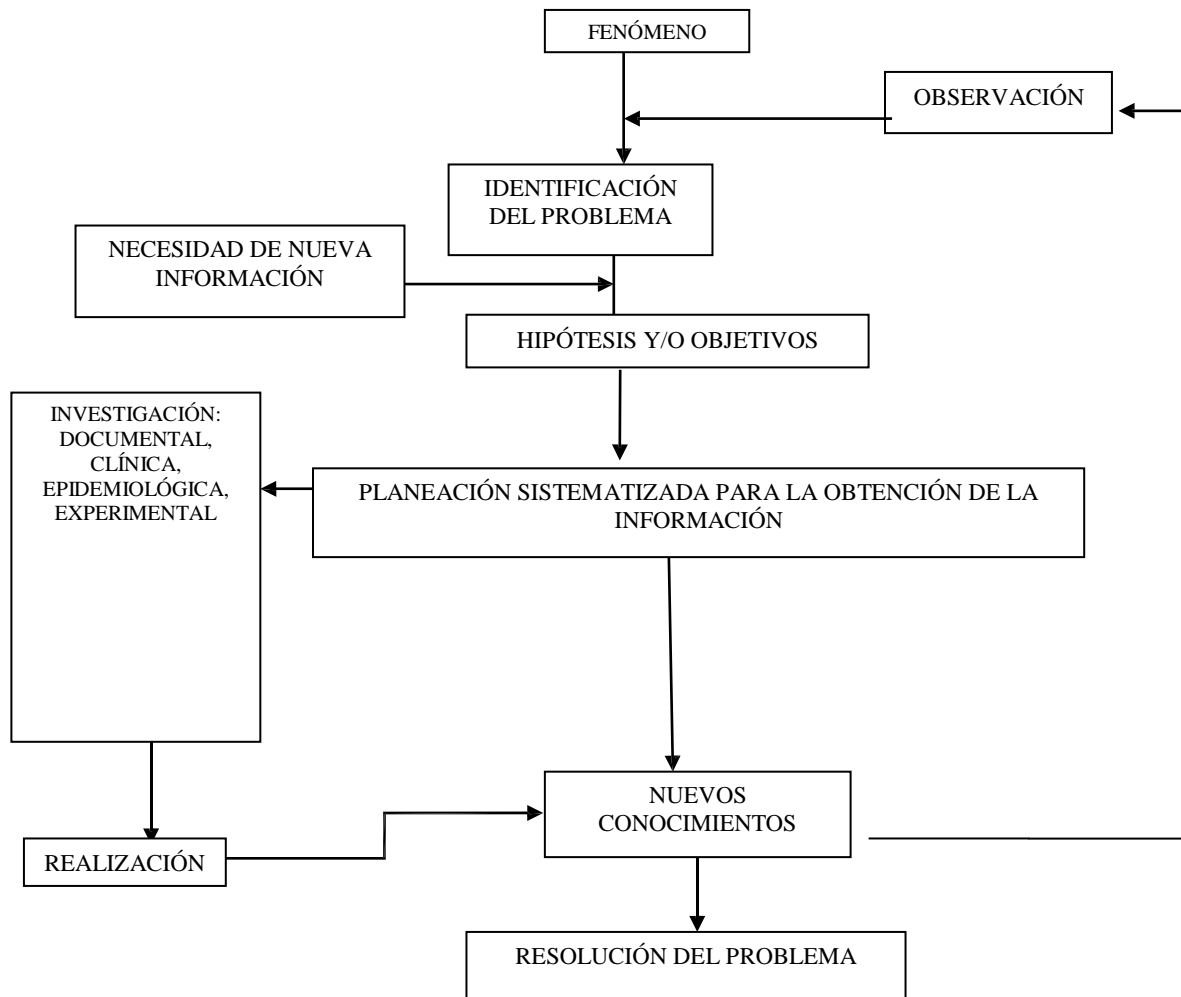 FENÓMENO
OBSERVACIÓN
IDENTIFICACIÓN
DEL PROBLEMA
NECESIDAD DE NUEVA
INFORMACIÓN
HIPÓTESIS Y/O OBJETIVOS
INVESTIGACIÓN:
DOCUMENTAL,
CLÍNICA,
EPIDEMIOLÓGICA,
EXPERIMENTAL
PLANEACIÓN SISTEMATIZADA PARA LA OBTENCIÓN DE LA
INFORMACIÓN
NUEVOS
CONOCIMIENTOS
REALIZACIÓN
RESOLUCIÓN DEL PROBLEMA